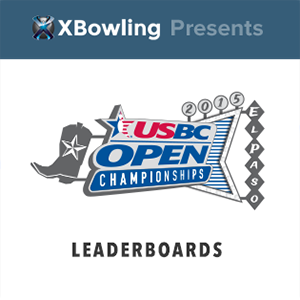 XBowling Presents
2015
EL PASO
USBC
OPEN
CHAMPIONSHIPS
LEADERBOARDS